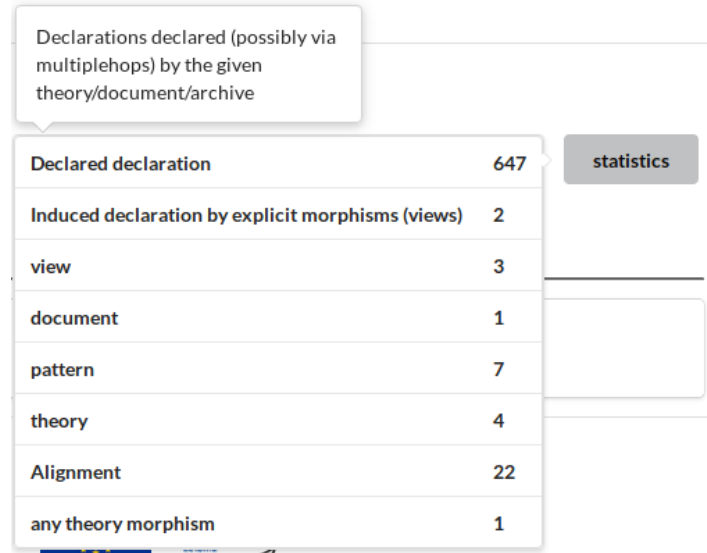 Declarations declared (possibly via
multiplehops) by the given
theory/document/archive
Declared declaration 647
statistics
Induced declaration by explicit morphisms (views) 2
view 3
document 1
pattern 7
theory 4
Alignment 22
any theory morphism 1